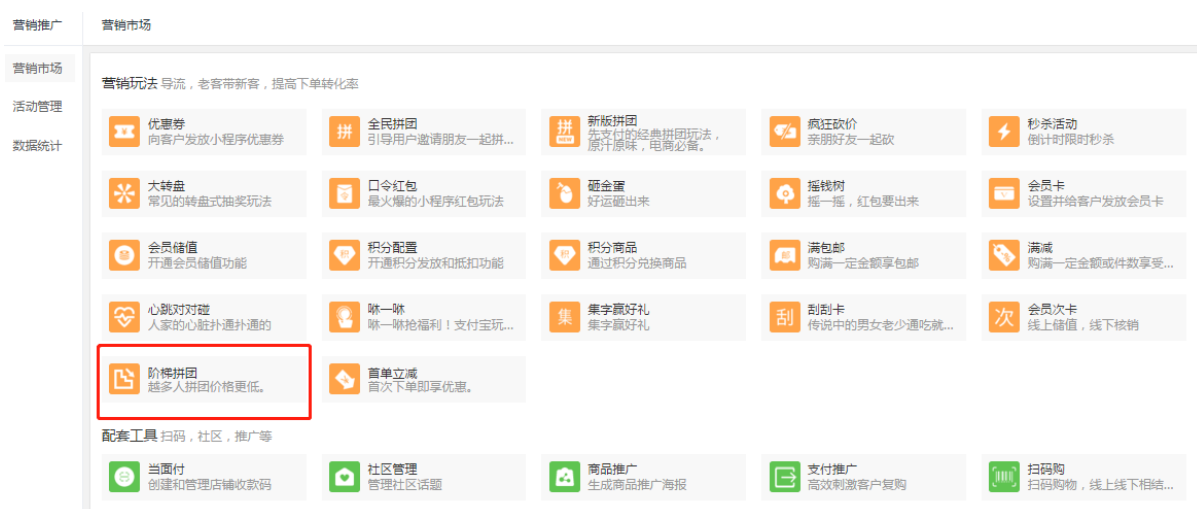 营销推广
营销市场
营销市场
活动管理
数据统计
营销玩法 导流，老客带新客，提高下单转化率
优惠券
向客户发放小程序优惠券
全民拼团
引导用户邀请朋友一起拼...
拼
新版拼团
先支付的经典拼团玩法，
原汁原味，电商必备。
拼
NEW
疯狂砍价
亲朋好友一起砍
秒杀活动
倒计时限时秒杀
大转盘
常见的转盘式抽奖玩法
口令红包
最火爆的小程序红包玩法
砸金蛋
好运砸出来
摇钱树
摇一摇，红包要出来
会员卡
设置并给客户发放会员卡
会员储值
开通会员储值功能
积分配置
开通积分发放和抵扣功能
积
积分商品
通过积分兑换商品
积
满包邮
购满一定金额享包邮
满减
购满一定金额或件数享受...
心跳对对碰
人家的心脏扑通扑通的
咻一咻
咻一咻抢福利！支付宝玩...
集
集字赢好礼
集字赢好礼
刮
刮刮卡
传说中的男女老少通吃就...
次
会员次卡
线上储值，线下核销
阶梯拼团
越多人拼团价格更低。
首单立减
首次下单即享优惠。
配套工具 扫码，社区，推广等
当面付
创建和管理店铺收款码
社区管理
管理社区话题
商品推广
生成商品推广海报
支付推广
高效刺激客户复购
扫码购
扫码购物，线上线下相结...